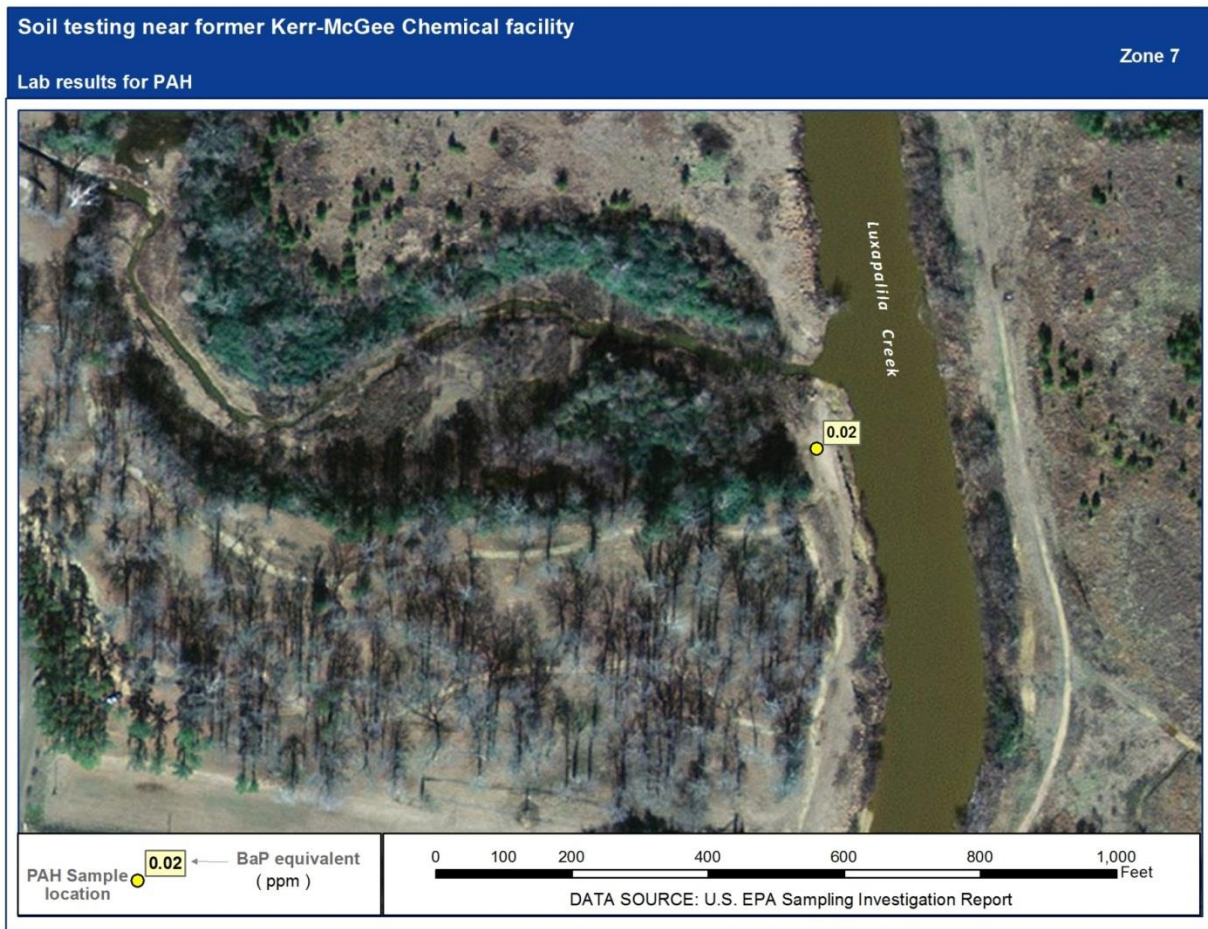 Soil testing near former Kerr-McGee Chemical facility
Zone 7
Lab results for PAH
Luxapalila Creek
0.02
0.02
BaP equivalent
( ppm )
PAH Sample
location
0 100 200 400 600 800 1,000
Feet
DATA SOURCE: U.S. EPA Sampling Investigation Report